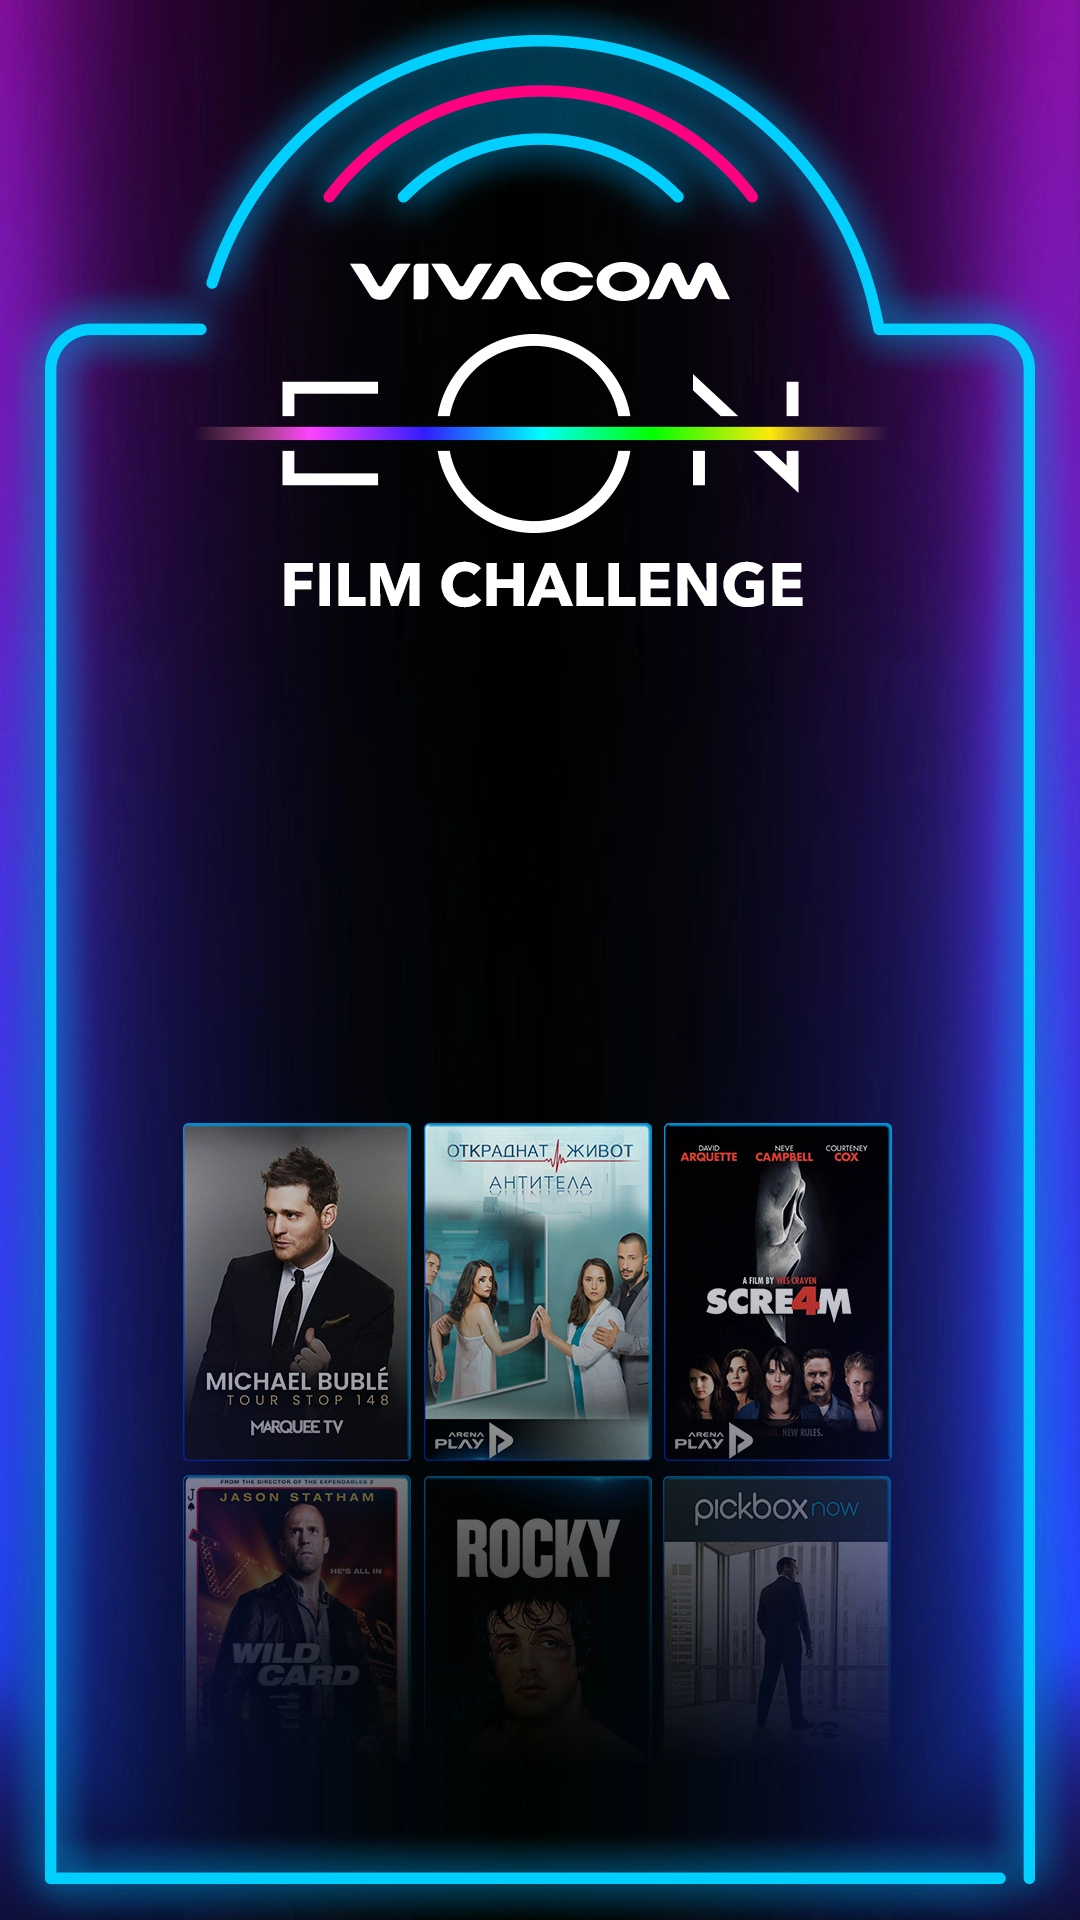 VIVACOM
EON
FILM CHALLENGE
MICHAEL BUBLÉ
TOUR STOP 148
MARQUEE TV
ОТКРАДНАТ ЖИВОТ
АНТИТЕЛА
ARENA
PLAY
DAVID
ARQUETTE
NEVE
CAMPBELL
COURTENEY
COX
A FILM BY WES CRAVEN
SCRE4M
NEW RULES.
ARENA
PLAY
FROM THE DIRECTOR OF THE EXPENDABLES 2
J
JASON STATHAM
HE'S ALL IN
WILD
CARD
ROCKY
pickbox now